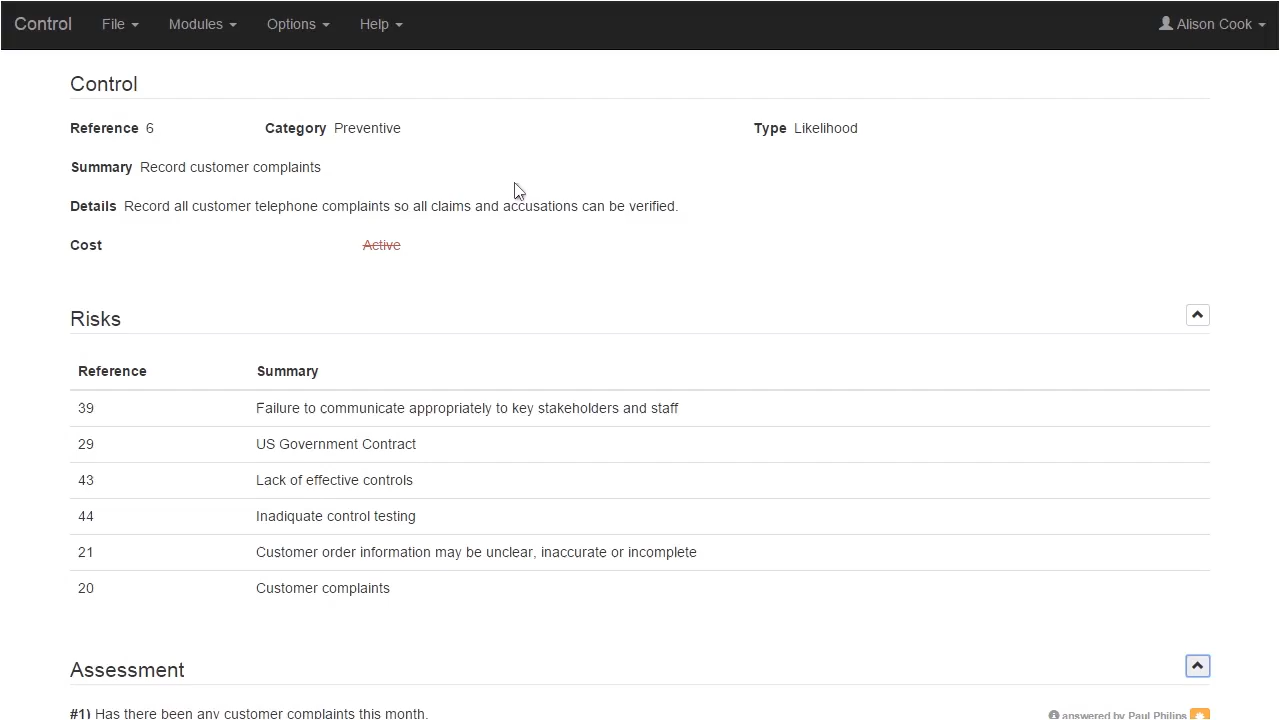 Control File Modules Options Help Alison Cook
Control
Reference 6 Category Preventive Type Likelihood
Summary Record customer complaints
Details Record all customer telephone complaints so all claims and accusations can be verified.
Cost Active
Risks
Reference Summary
39 Failure to communicate appropriately to key stakeholders and staff
29 US Government Contract
43 Lack of effective controls
44 Inadiquate control testing
21 Customer order information may be unclear, inaccurate or incomplete
20 Customer complaints
Assessment
#1) Has there been any customer complaints this month. answered by Paul Philips